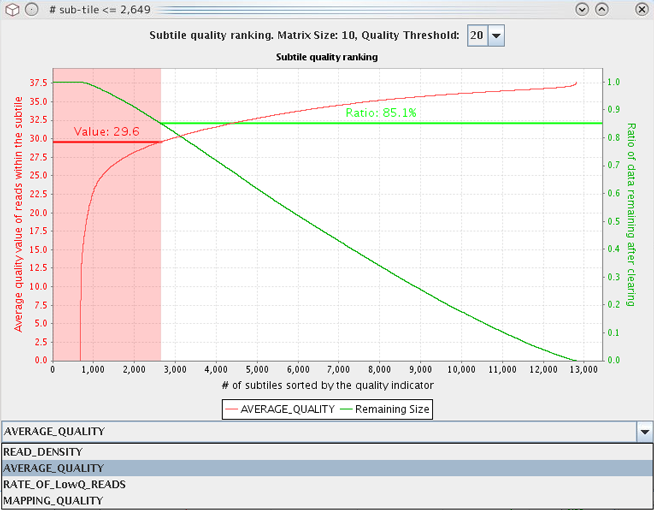 # sub-tile <= 2,649
Subtile quality ranking. Matrix Size: 10, Quality Threshold: 20
Subtile quality ranking
Average quality value of reads within the subtile
37.5
35.0
32.5
30.0
27.5
25.0
22.5
20.0
17.5
15.0
12.5
10.0
7.5
5.0
2.5
0.0
Value: 29.6
Ratio: 85.1%
1.0
0.9
0.8
0.7
0.6
0.5
0.4
0.3
0.2
0.1
0.0
Ratio of data remaining after clearing
0 1,000 2,000 3,000 4,000 5,000 6,000 7,000 8,000 9,000 10,000 11,000 12,000 13,000
# of subtiles sorted by the quality indicator
AVERAGE_QUALITY Remaining Size
AVERAGE_QUALITY
READ_DENSITY
AVERAGE_QUALITY
RATE_OF_LowQ_READS
MAPPING_QUALITY